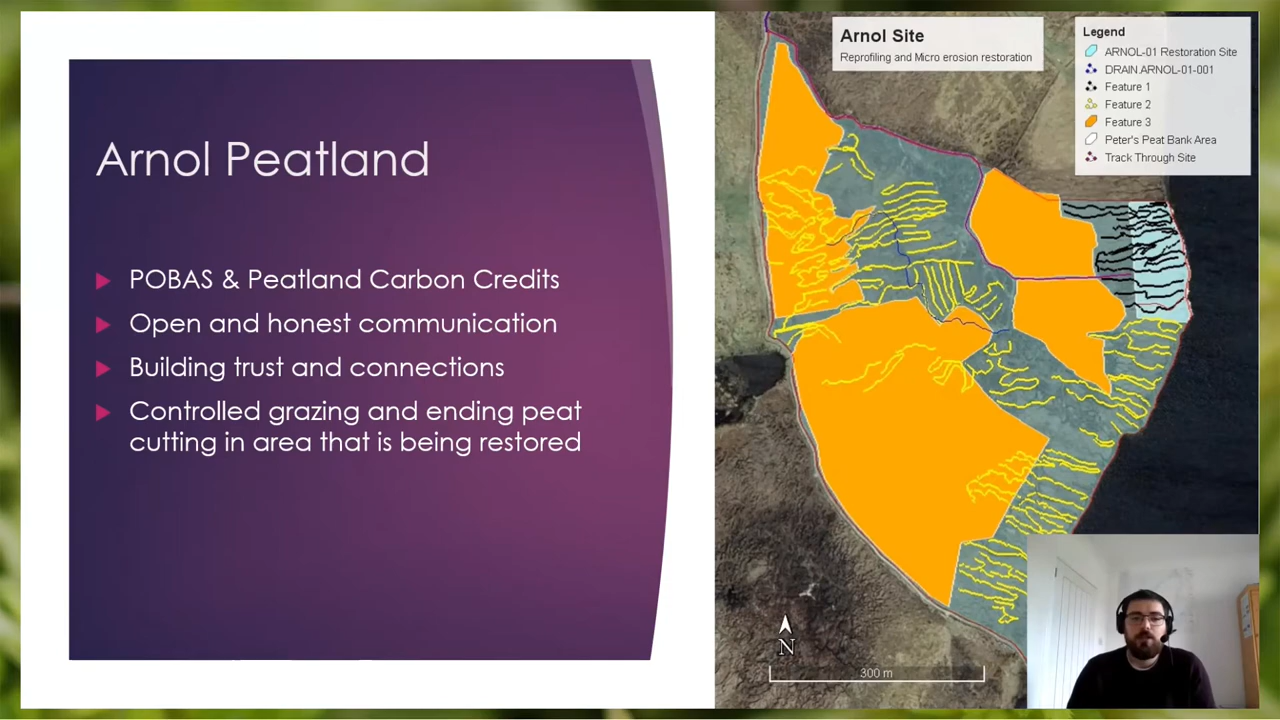 Arnol Peatland
POBAS & Peatland Carbon Credits
Open and honest communication
Building trust and connections
Controlled grazing and ending peat
cutting in area that is being restored
Arnol Site
Reprofiling and Micro erosion restoration
Legend
ARNOL-01 Restoration Site
DRAIN.ARNOL-01-001
Feature 1
Feature 2
Feature 3
Peter's Peat Bank Area
Track Through Site
N
300 m